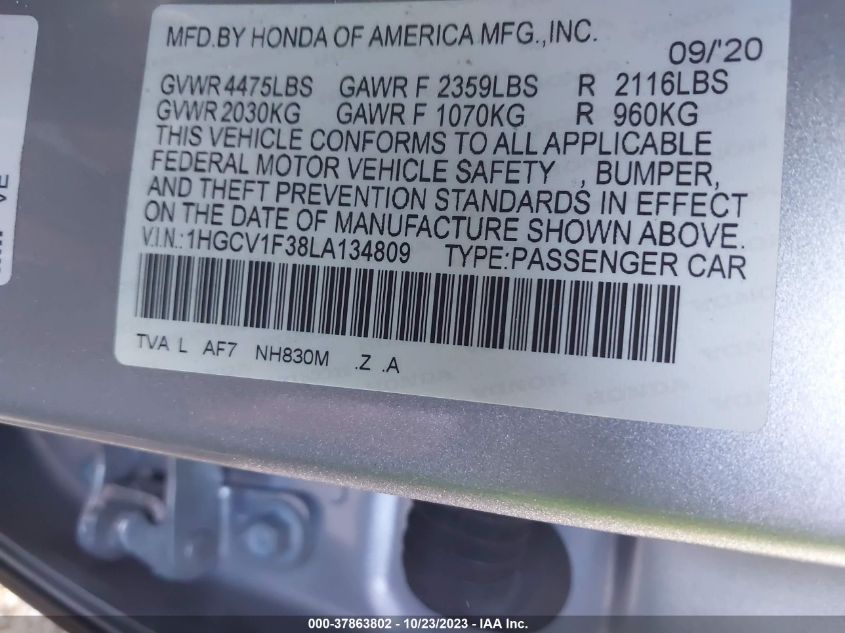 MFD.BY HONDA OF AMERICA MFG.,INC.
09/'20
GVWR 4475LBS GAWR F 2359LBS R 2116LBS
GVWR 2030KG GAWR F 1070KG R 960KG
THIS VEHICLE CONFORMS TO ALL APPLICABLE
FEDERAL MOTOR VEHICLE SAFETY , BUMPER,
AND THEFT PREVENTION STANDARDS IN EFFECT
ON THE DATE OF MANUFACTURE SHOWN ABOVE.
V.I.N.:1HGCV1F38LA134809 TYPE:PASSENGER CAR
TVA L AF7 NH830M .Z .A
VE
000-37863802 - 10/23/2023 - IAA Inc.